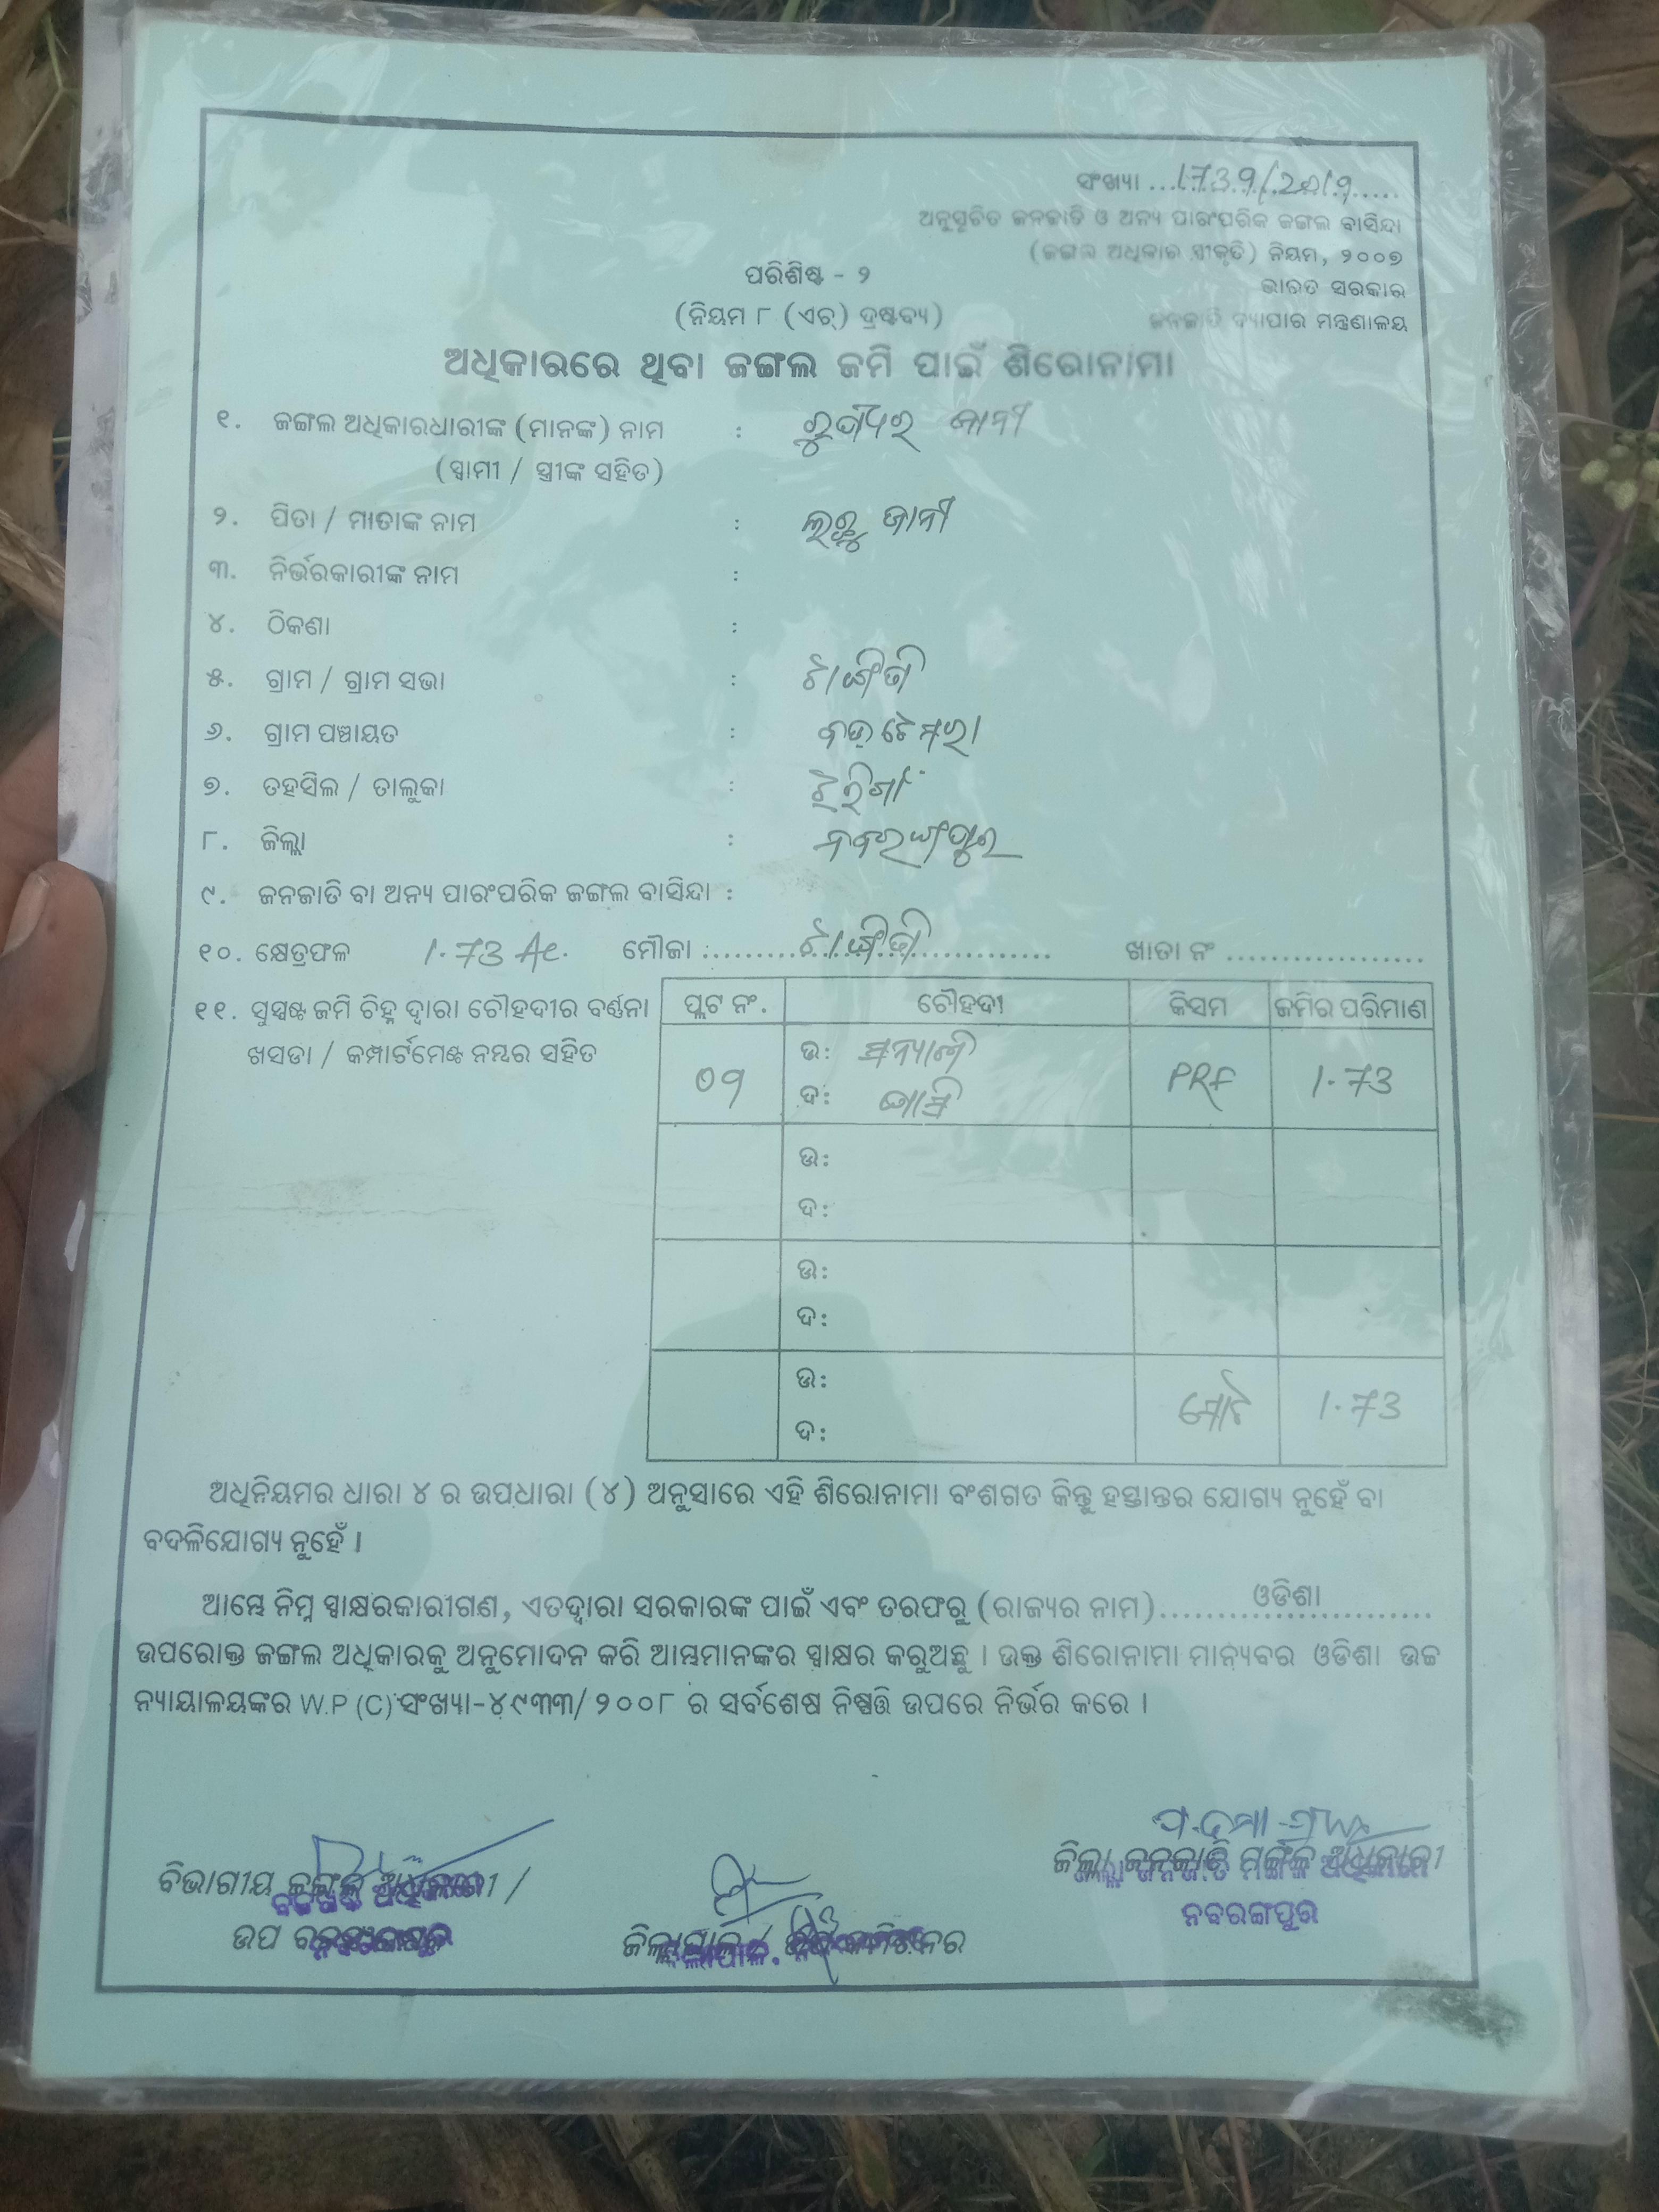 ସଂଖ୍ୟା ...1739/2019.....
ଅନୁସୂଚିତ ଜନଜାତି ଓ ଅନ୍ୟ ପାରଂପରିକ ଜଙ୍ଗଲ ବାସିନ୍ଦା
(ଜଙ୍ଗଲ ଅଧିକାର ସ୍ୱୀକୃତି) ନିୟମ, ୨୦୦୭
ଭାରତ ସରକାର
ଜନଜାତି ବ୍ୟାପାର ମନ୍ତ୍ରଣାଳୟ
ପରିଶିଷ୍ଟ - ୨
(ନିୟମ ୮ (ଏଚ୍) ଦ୍ରଷ୍ଟବ୍ୟ)
ଅଧିକାରରେ ଥିବା ଜଙ୍ଗଲ ଜମି ପାଇଁ ଶିରୋନାମା
୧. ଜଙ୍ଗଲ ଅଧିକାରଧାରୀଙ୍କ (ମାନଙ୍କ) ନାମ : ଜାନୀ
(ସ୍ୱାମୀ / ସ୍ତ୍ରୀଙ୍କ ସହିତ)
୨. ପିତା / ମାତାଙ୍କ ନାମ : ଜାନୀ
୩. ନିର୍ଭରକାରୀଙ୍କ ନାମ :
୪. ଠିକଣା :
୫. ଗ୍ରାମ / ଗ୍ରାମ ସଭା :
୬. ଗ୍ରାମ ପଞ୍ଚାୟତ :
୭. ତହସିଲ / ତାଲୁକା :
୮. ଜିଲ୍ଲା : ନବରଙ୍ଗପୁର
୯. ଜନଜାତି ବା ଅନ୍ୟ ପାରଂପରିକ ଜଙ୍ଗଲ ବାସିନ୍ଦା :
୧୦. କ୍ଷେତ୍ରଫଳ 1.73 Ac. ମୌଜା : ଖାତା ନଂ ..................
୧୧. ସୁସ୍ପଷ୍ଟ ଜମି ଚିହ୍ନ ଦ୍ୱାରା ଚୌହଦୀର ବର୍ଣ୍ଣନା
ଖସଡା / କମ୍ପାର୍ଟମେଣ୍ଟ ନମ୍ବର ସହିତ
ପ୍ଲଟ ନଂ. ଚୌହଦୀ କିସମ ଜମିର ପରିମାଣ
ଉ:
ଦ: PRF 1.73
ଉ:
ଦ:
ଉ:
ଦ:
ଉ:
ଦ: ମୋଟ 1.73
ଅଧିନିୟମର ଧାରା ୪ ର ଉପଧାରା (୪) ଅନୁସାରେ ଏହି ଶିରୋନାମା ବଂଶଗତ କିନ୍ତୁ ହସ୍ତାନ୍ତର ଯୋଗ୍ୟ ନୁହେଁ ବା
ବଦଳିଯୋଗ୍ୟ ନୁହେଁ ।
ଆମ୍ଭେ ନିମ୍ନ ସ୍ୱାକ୍ଷରକାରୀଗଣ, ଏତଦ୍ୱାରା ସରକାରଙ୍କ ପାଇଁ ଏବଂ ତରଫରୁ (ରାଜ୍ୟର ନାମ)........ଓଡିଶା.........
ଉପରୋକ୍ତ ଜଙ୍ଗଲ ଅଧିକାରକୁ ଅନୁମୋଦନ କରି ଆମ୍ଭମାନଙ୍କର ସ୍ୱାକ୍ଷର କରୁଅଛୁ । ଉକ୍ତ ଶିରୋନାମା ମାନ୍ୟବର ଓଡିଶା ଉଚ୍ଚ
ନ୍ୟାୟାଳୟଙ୍କର W.P (C) ସଂଖ୍ୟା-୪୯୩୩/ ୨୦୦୮ ର ସର୍ବଶେଷ ନିଷ୍ପତ୍ତି ଉପରେ ନିର୍ଭର କରେ ।
ବିଭାଗୀୟ ଜଙ୍ଗଲ ଅଧିକାରୀ /
ଉପ
ଜିଲ୍ଲାପାଳ /
ଜିଲ୍ଲା ଜନଜାତି ମଙ୍ଗଳ ଅଧିକାରୀ
ନବରଙ୍ଗପୁର